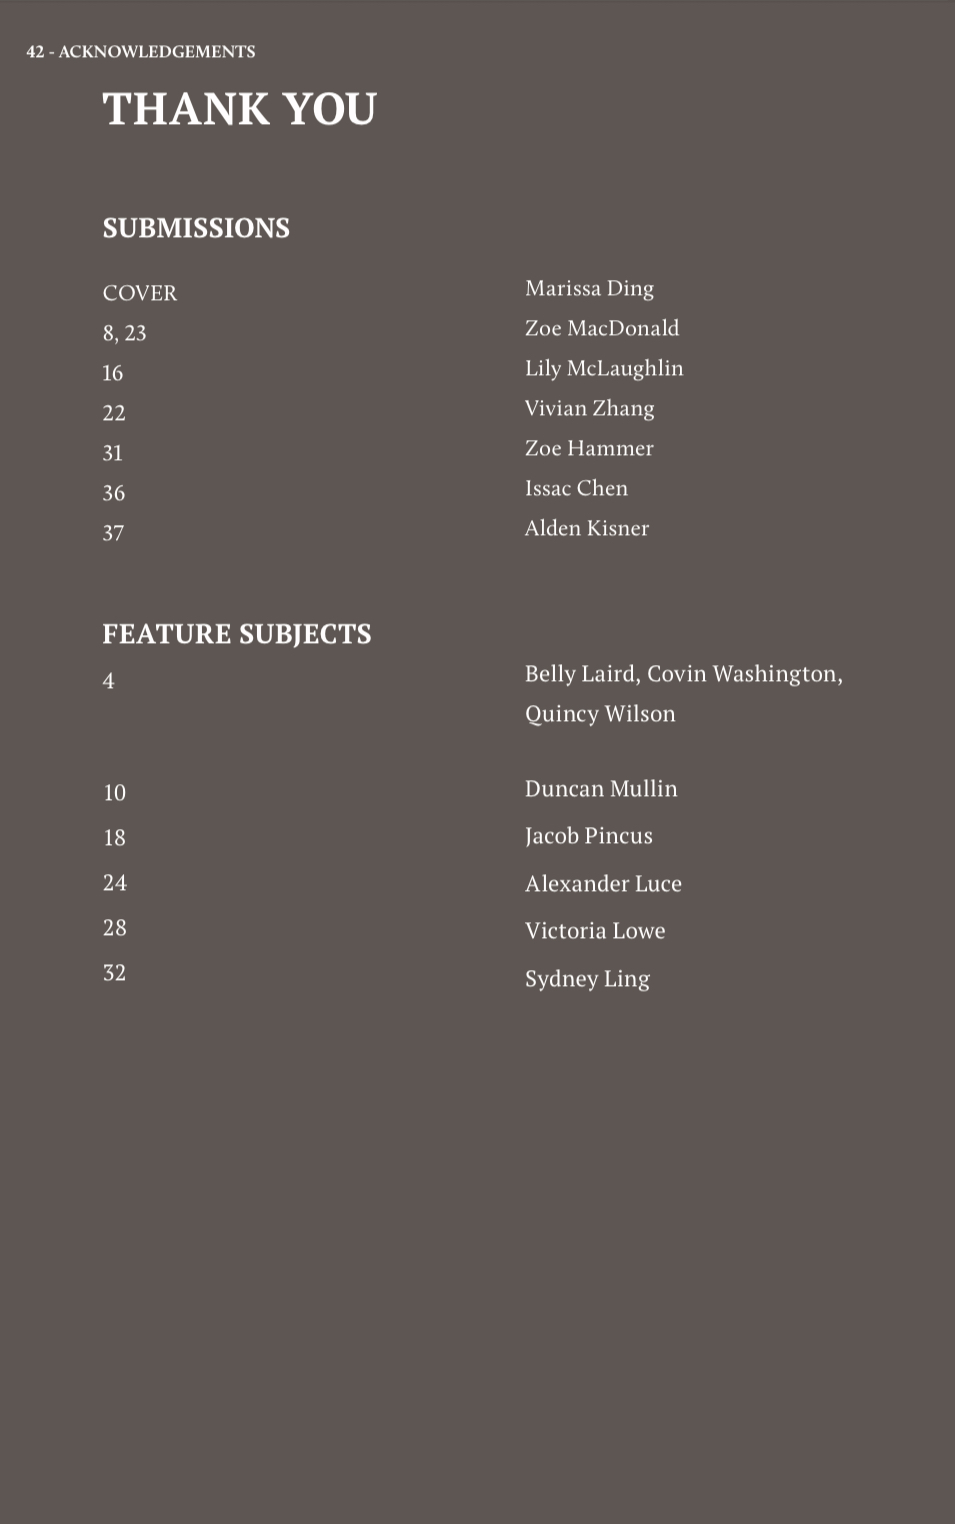 42 - ACKNOWLEDGEMENTS
THANK YOU
SUBMISSIONS
COVER Marissa Ding
8, 23 Zoe MacDonald
16 Lily McLaughlin
22 Vivian Zhang
31 Zoe Hammer
36 Issac Chen
37 Alden Kisner
FEATURE SUBJECTS
4 Belly Laird, Covin Washington,
Quincy Wilson
10 Duncan Mullin
18 Jacob Pincus
24 Alexander Luce
28 Victoria Lowe
32 Sydney Ling